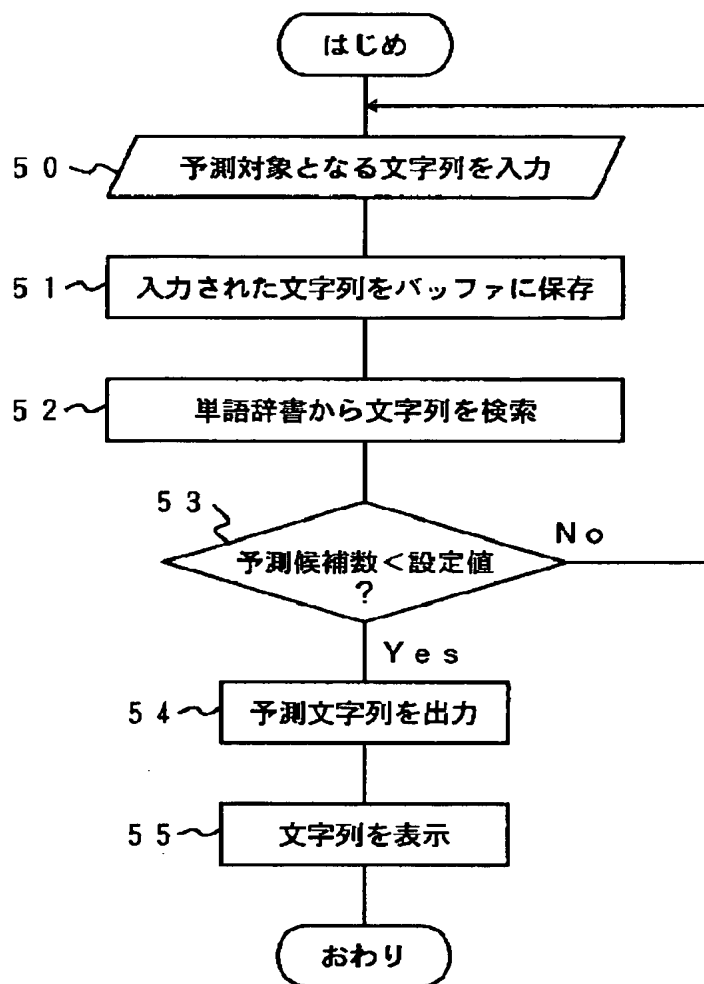 はじめ
50
予測対象となる文字列を入力
51
入力された文字列をバッファに保存
52
単語辞書から文字列を検索
53
予測候補数<設定値
?
No
Yes
54
予測文字列を出力
55
文字列を表示
おわり